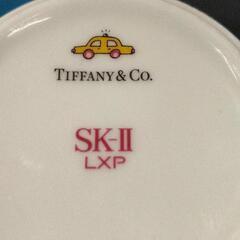 TIFFANY & CO.
SK-II
LXP